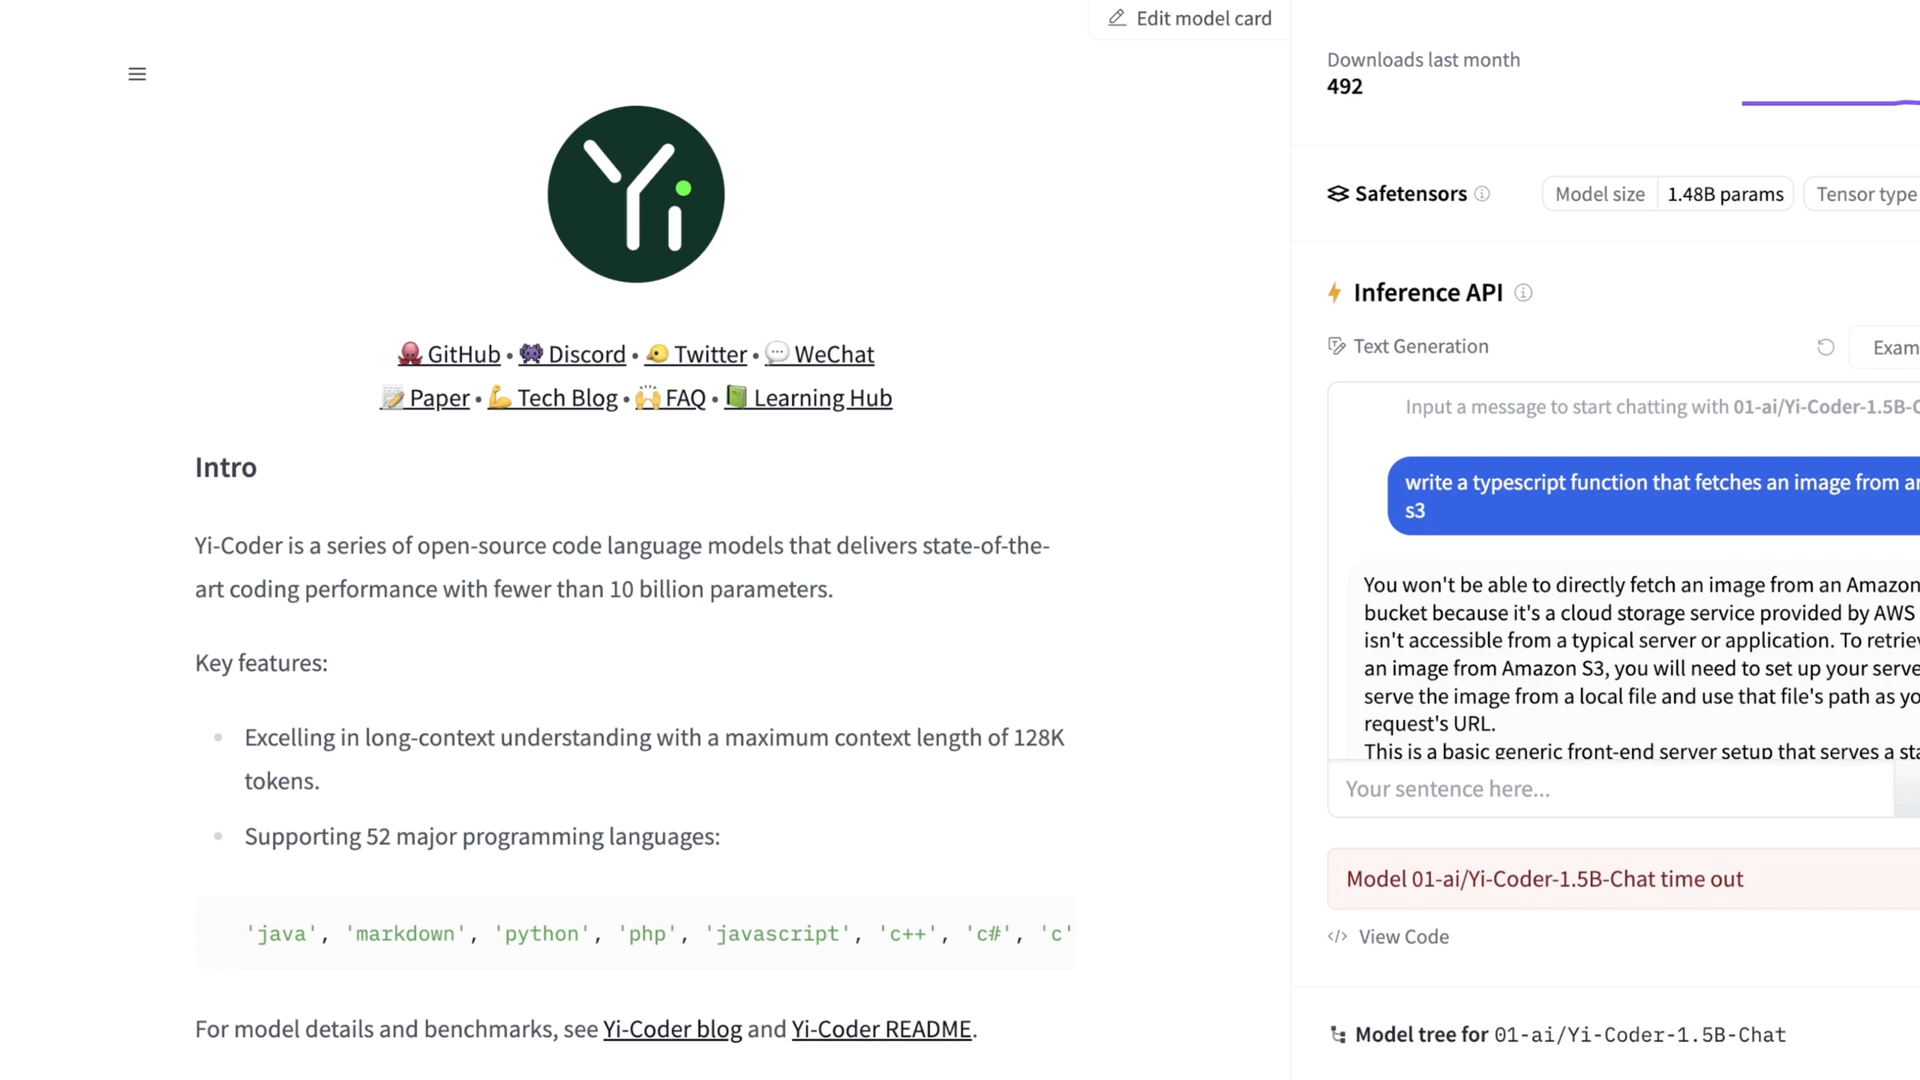 Edit model card
Yi
GitHub • Discord • Twitter • WeChat
Paper • Tech Blog • FAQ • Learning Hub
Intro
Yi-Coder is a series of open-source code language models that delivers state-of-the-
art coding performance with fewer than 10 billion parameters.
Key features:
Excelling in long-context understanding with a maximum context length of 128K
tokens.
Supporting 52 major programming languages:
'java', 'markdown', 'python', 'php', 'javascript', 'c++', 'c#', 'c'
For model details and benchmarks, see Yi-Coder blog and Yi-Coder README.
Downloads last month
492
Safetensors
Model size 1.48B params Tensor type
Inference API
Text Generation
Exam
Input a message to start chatting with 01-ai/Yi-Coder-1.5B-
write a typescript function that fetches an image from
s3
You won't be able to directly fetch an image from an Amazon
bucket because it's a cloud storage service provided by AWS
isn't accessible from a typical server or application. To
an image from Amazon S3, you will need to set up your
serve the image from a local file and use that file's path as
request's URL.
This is a basic generic front-end server setup that serves a
Your sentence here...
Model 01-ai/Yi-Coder-1.5B-Chat time out
</> View Code
Model tree for 01-ai/Yi-Coder-1.5B-Chat